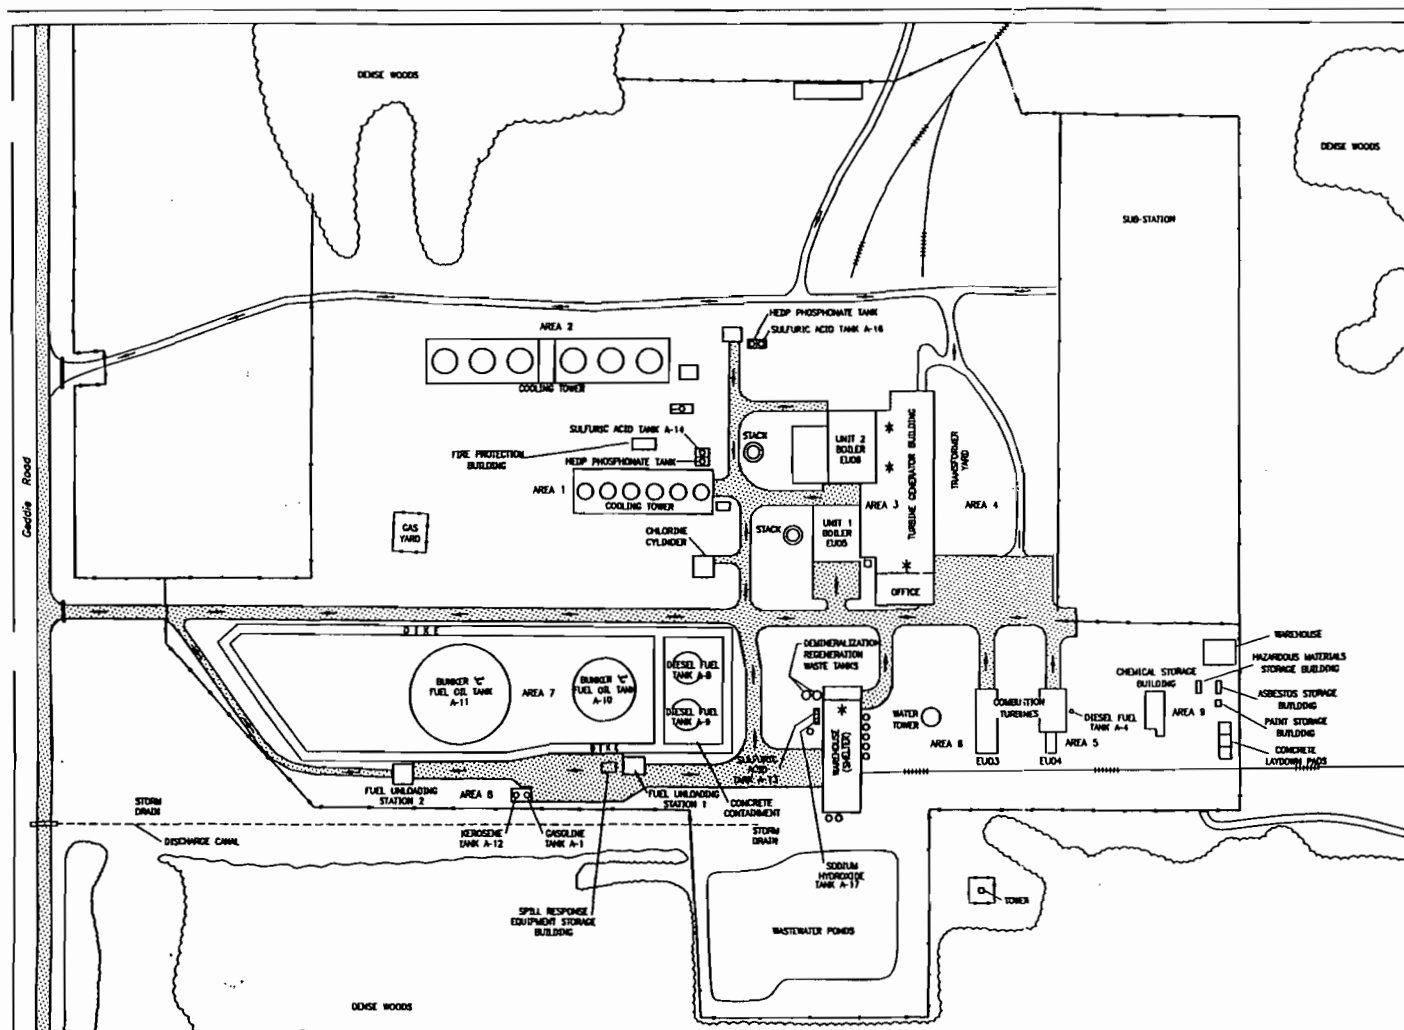 DENSE WOODS
DENSE WOODS
SUB-STATION
HEDP PHOSPHONATE TANK
SULFURIC ACID TANK A-16
AREA 2
COOLING TOWER
SULFURIC ACID TANK A-14
FIRE PROTECTION
BUILDING
HEDP PHOSPHONATE TANK
STACK
UNIT 2
BOILER
EU06
TURBINE GENERATOR BUILDING
TRANSFORMER
YARD
AREA 1
COOLING TOWER
AREA 3
AREA 4
Geddie Road
GAS
YARD
CHLORINE
CYLINDER
STACK
UNIT 1
BOILER
EU05
OFFICE
DIKE
DEMINERALIZATION
REGENERATION
WASTE TANKS
WAREHOUSE
HAZARDOUS MATERIALS
STORAGE BUILDING
CHEMICAL STORAGE
BUILDING
ASBESTOS STORAGE
BUILDING
PAINT STORAGE
BUILDING
CONCRETE
LAYDOWN PADS
BUNKER "C"
FUEL OIL TANK
A-11
AREA 7
BUNKER "C"
FUEL OIL TANK
A-10
DIESEL FUEL
TANK A-8
DIESEL FUEL
TANK A-9
WATER
TOWER
COMBUTION
TURBINES
DIESEL FUEL
TANK A-4
AREA 9
AREA 6
AREA 5
EU03
EU04
DIKE
WAREHOUSE
(SHELTER)
SULFURIC
ACID
TANK A-13
FUEL UNLOADING
STATION 2
AREA 8
FUEL UNLOADING
STATION 1
CONCRETE
CONTAINMENT
STORM
DRAIN
DISCHARGE CANAL
KEROSENE
TANK A-12
GASOLINE
TANK A-1
STORM
DRAIN
SODIUM
HYDROXIDE
TANK A-17
SPILL RESPONSE
EQUIPMENT STORAGE
BUILDING
TOWER
WASTEWATER PONDS
DENSE WOODS